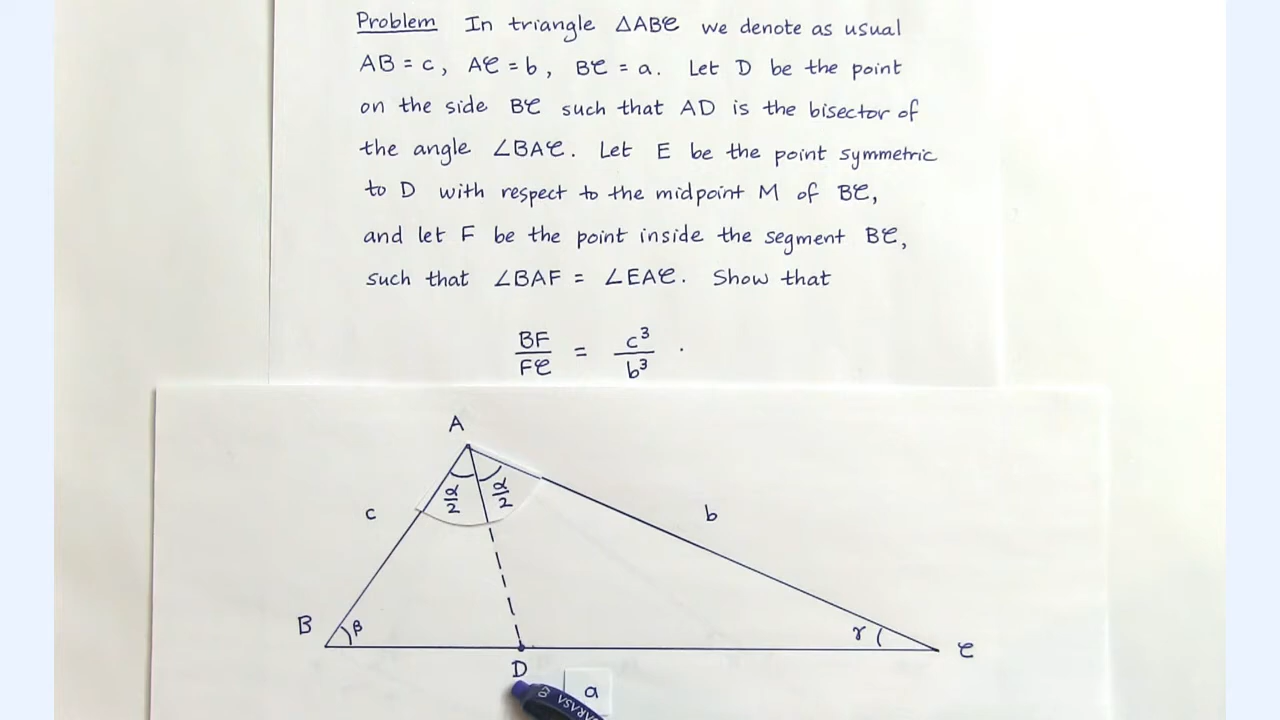 Problem In triangle ΔABC we denote as usual
AB = c, AC = b, BC = a. Let D be the point
on the side BC such that AD is the bisector of
the angle ∠BAC. Let E be the point symmetric
to D with respect to the midpoint M of BC,
and let F be the point inside the segment BC,
such that ∠BAF = ∠EAC. Show that
BF/FC = c³/b³ .
A
α/2 α/2
c b
B β γ C
D
a